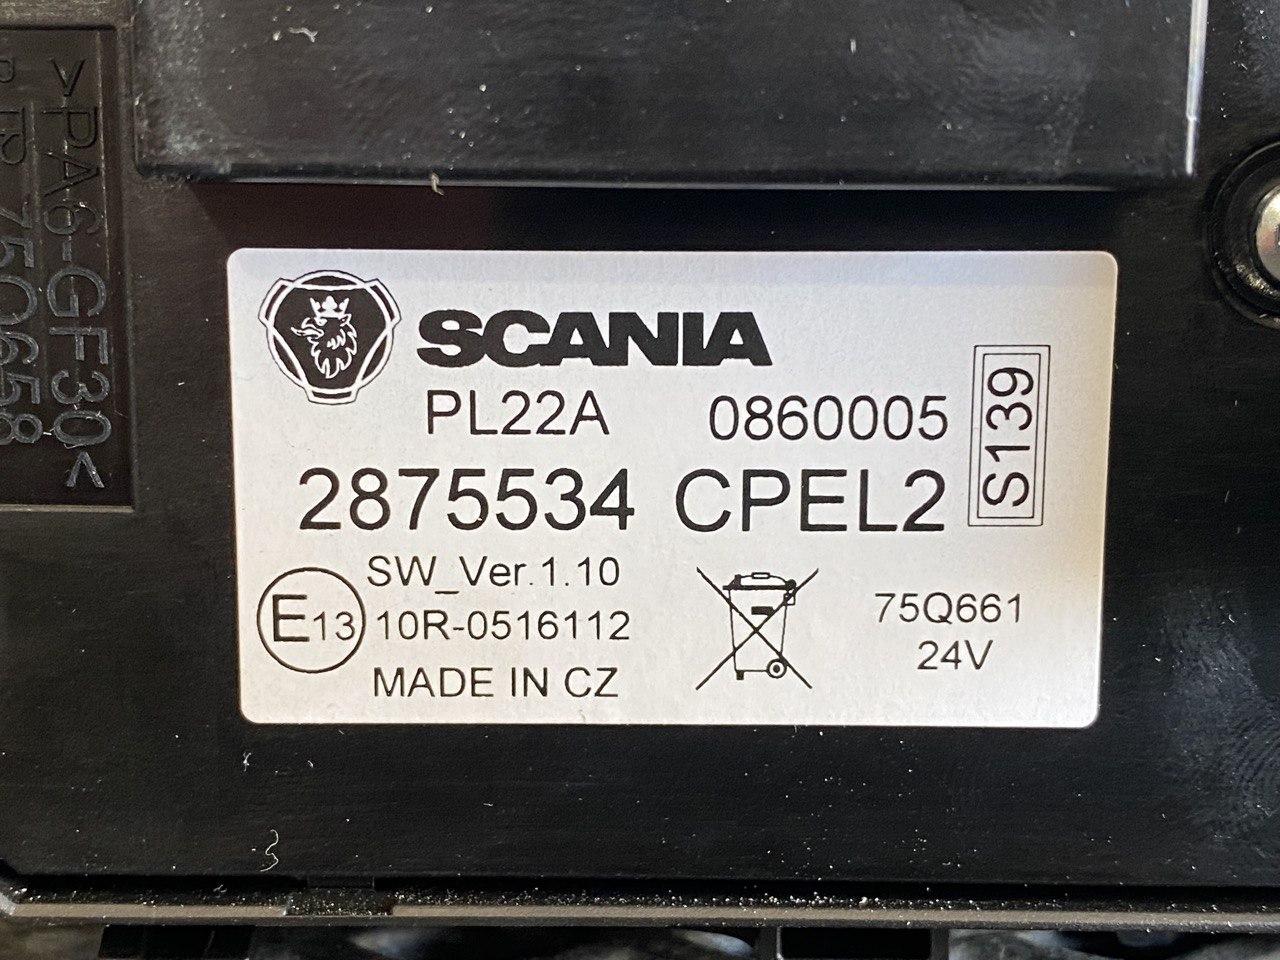 >PA6-GF30<
75Q658
SCANIA
PL22A 0860005
S139
2875534 CPEL2
SW_Ver.1.10
E13 10R-0516112
75Q661
24V
MADE IN CZ